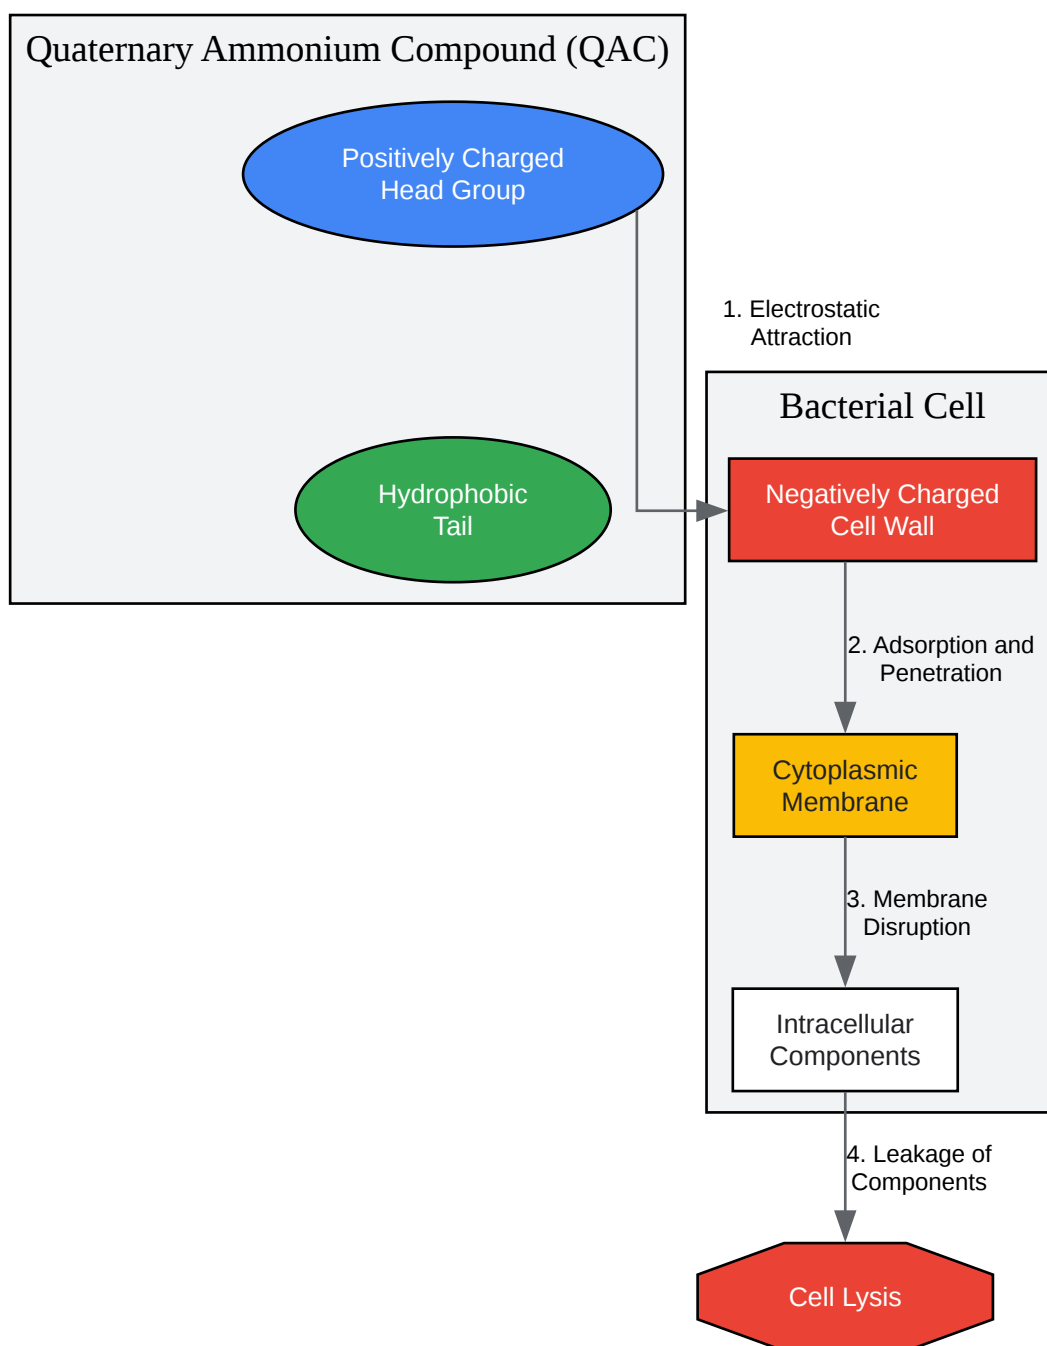 Quaternary Ammonium Compound (QAC)
Positively Charged
Head Group
1. Electrostatic
Attraction
Bacterial Cell
Hydrophobic
Tail
Negatively Charged
Cell Wall
2. Adsorption and
Penetration
Cytoplasmic
Membrane
3. Membrane
Disruption
Intracellular
Components
4. Leakage of
Components
Cell Lysis